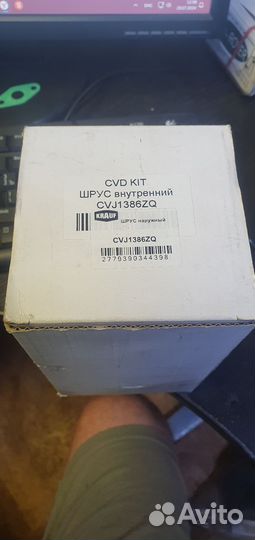 CVD KIT
ШРУС внутренний
CVJ1386ZQ
KRAUF
ШРУС наружный
CVJ1386ZQ
2770390344398
Avito